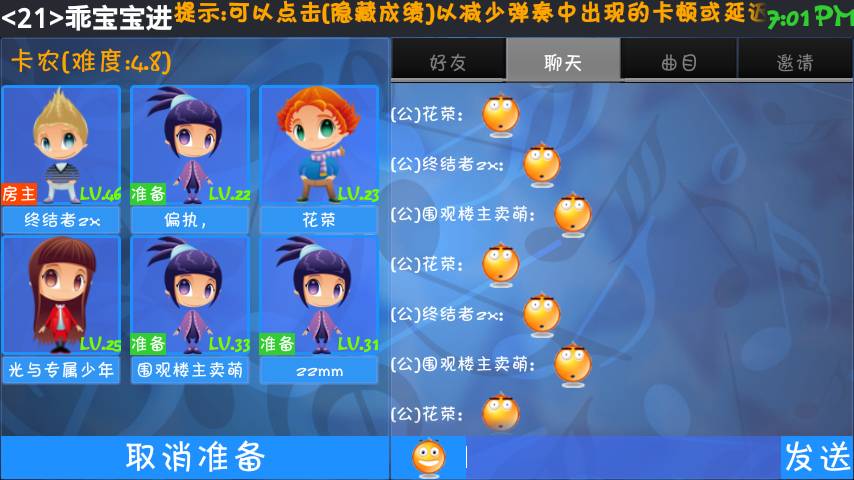 <21>乖宝宝进
提示:可以点击(隐藏成绩)以减少弹奏中出现的卡顿或延迟
7:01 PM
卡农(难度:4.8)
好友
聊天
曲目
邀请
房主
LV.46
准备
LV.22
LV.23
终结者zx
偏执,
花荣
LV.25
准备
LV.33
准备
LV.31
光与专属少年
围观楼主卖萌
22mm
取消准备
(公)花荣:
(公)终结者zx:
(公)围观楼主卖萌:
(公)花荣:
(公)终结者zx:
(公)围观楼主卖萌:
(公)花荣:
发送